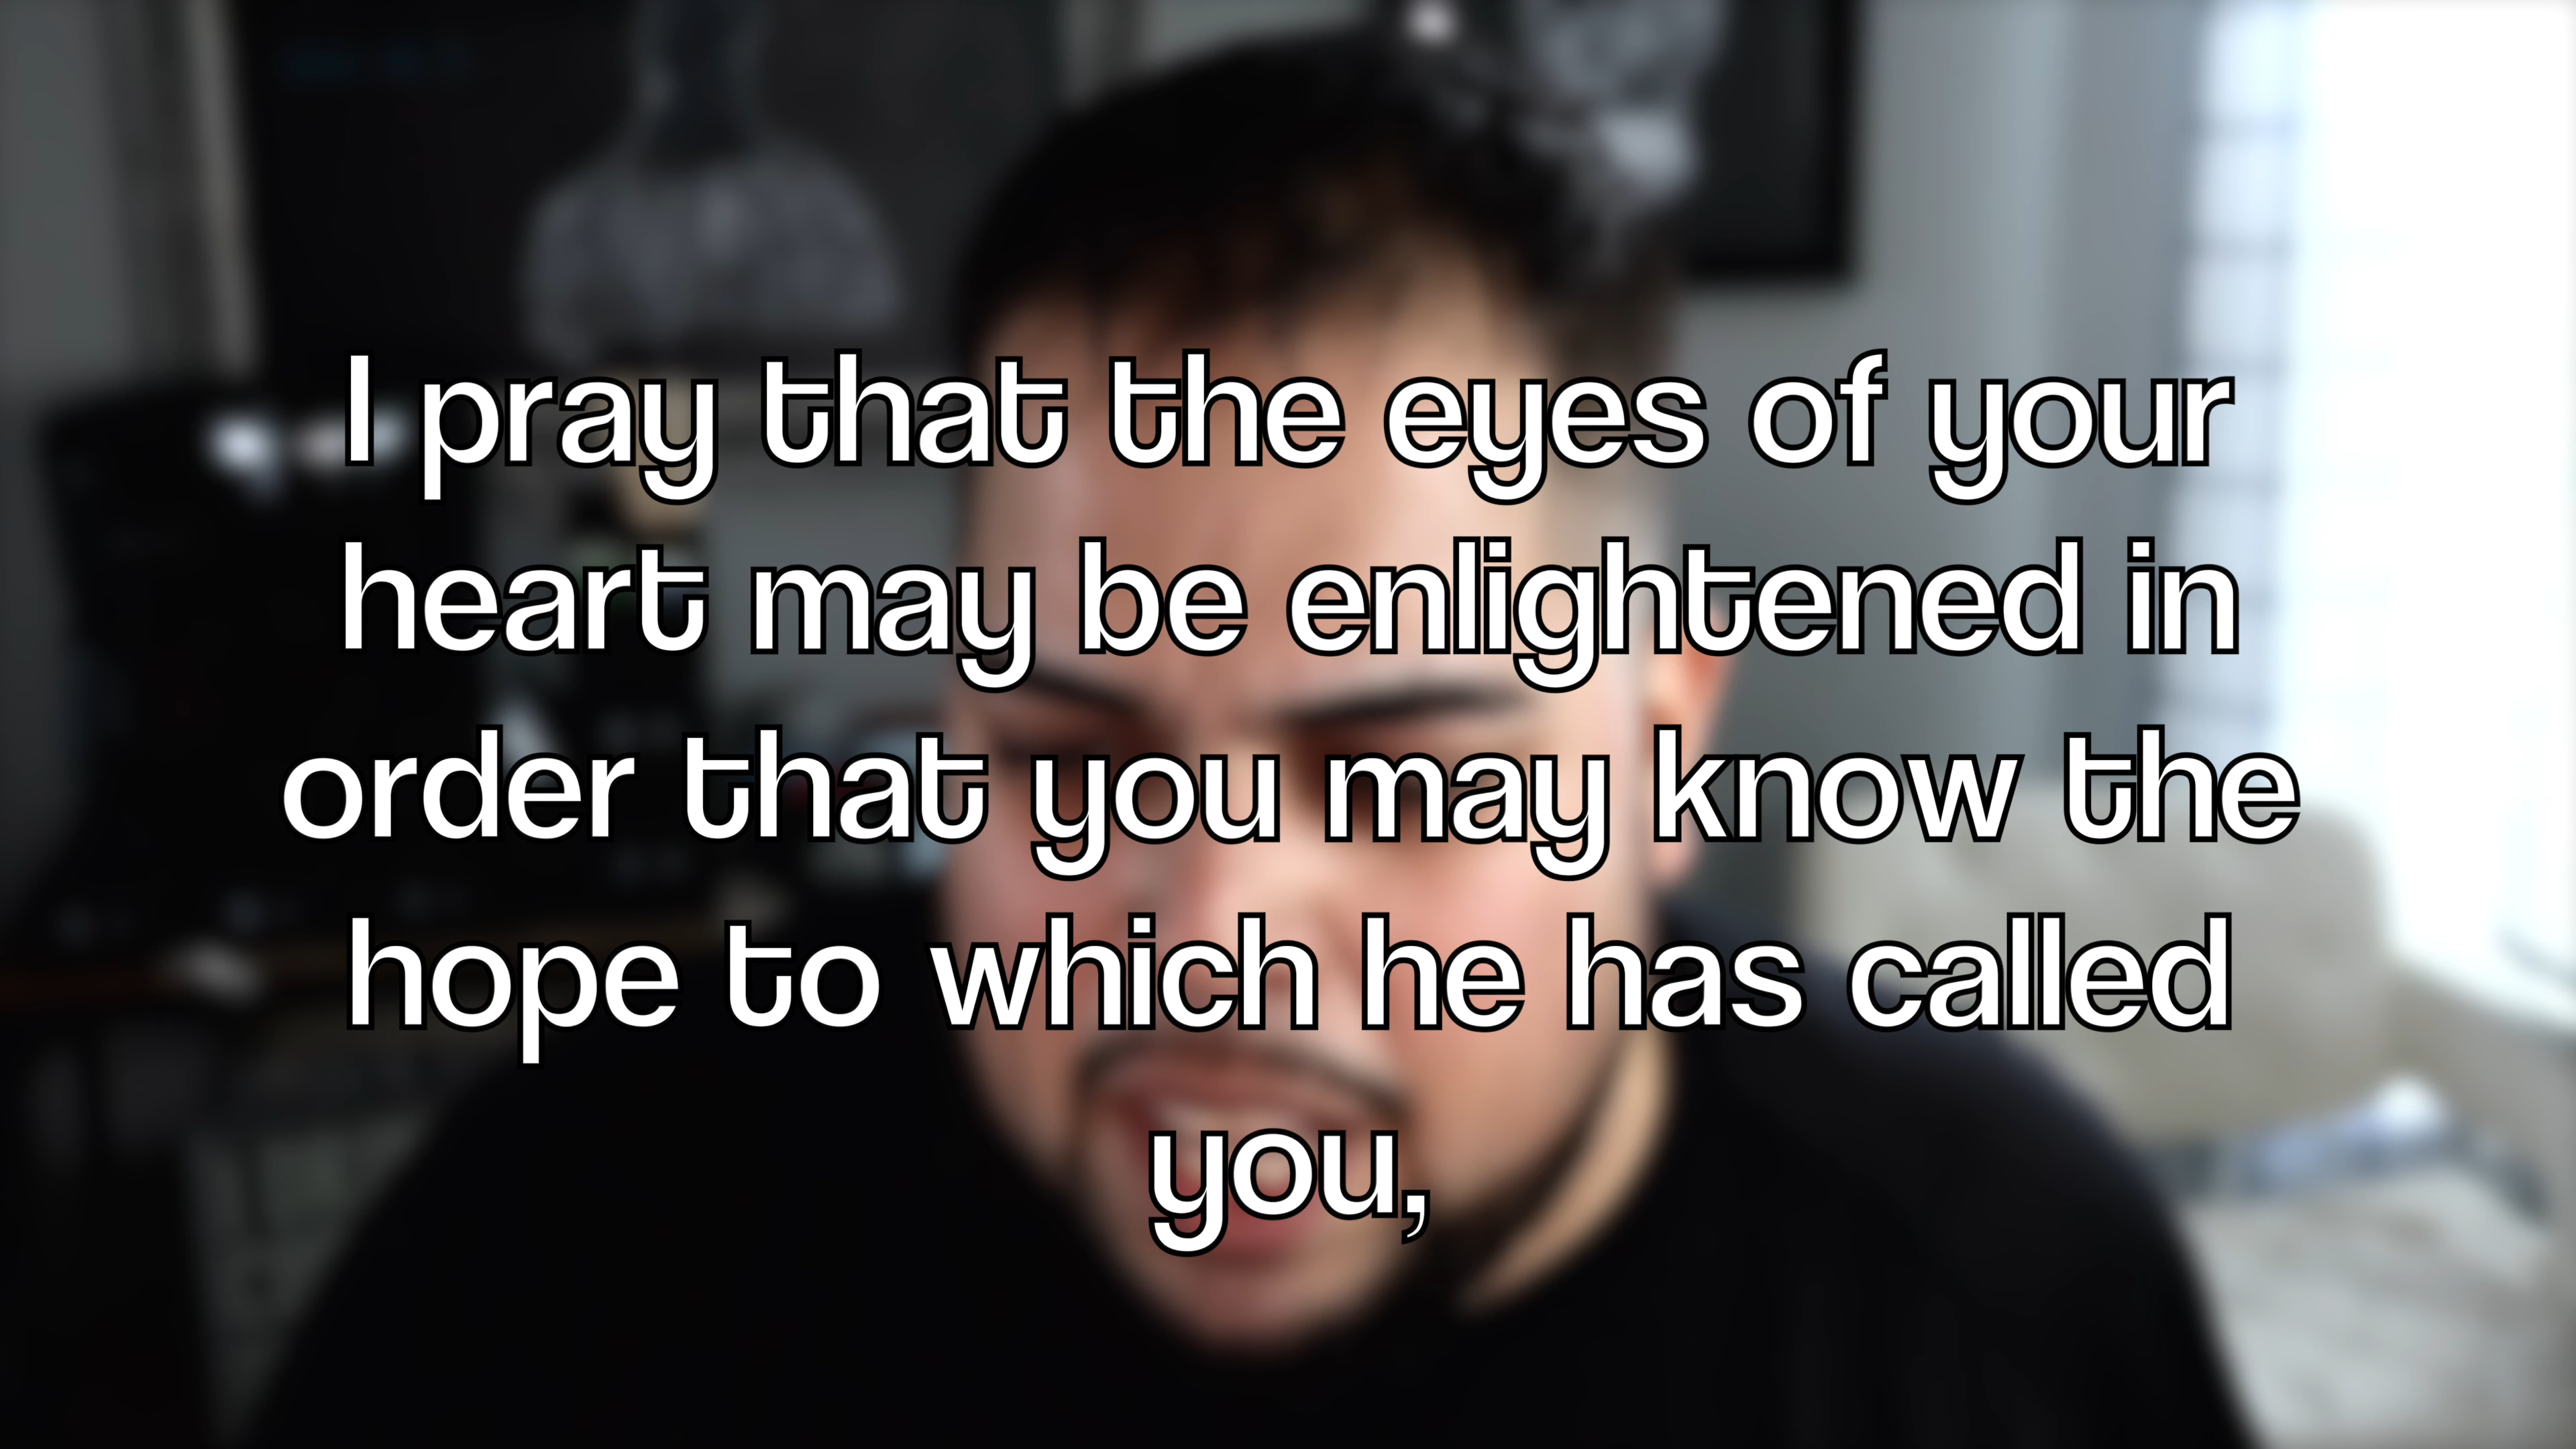 I pray that the eyes of your
heart may be enlightened in
order that you may know the
hope to which he has called
you,